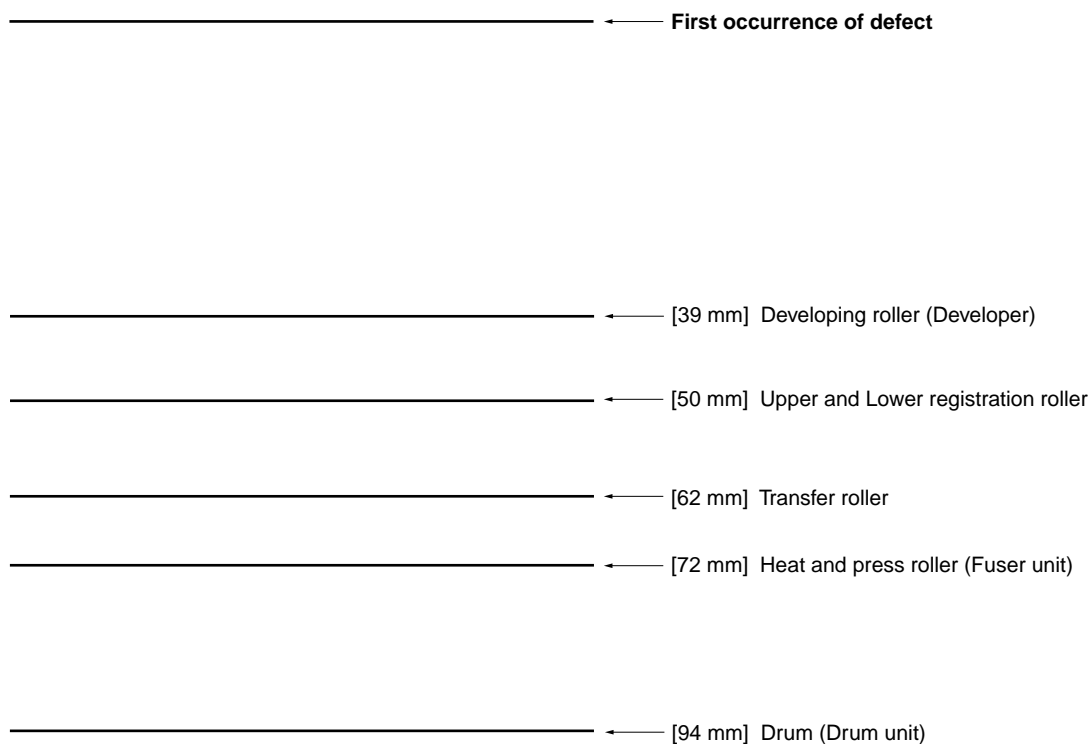 First occurrence of defect
[39 mm] Developing roller (Developer)
[50 mm] Upper and Lower registration roller
[62 mm] Transfer roller
[72 mm] Heat and press roller (Fuser unit)
[94 mm] Drum (Drum unit)